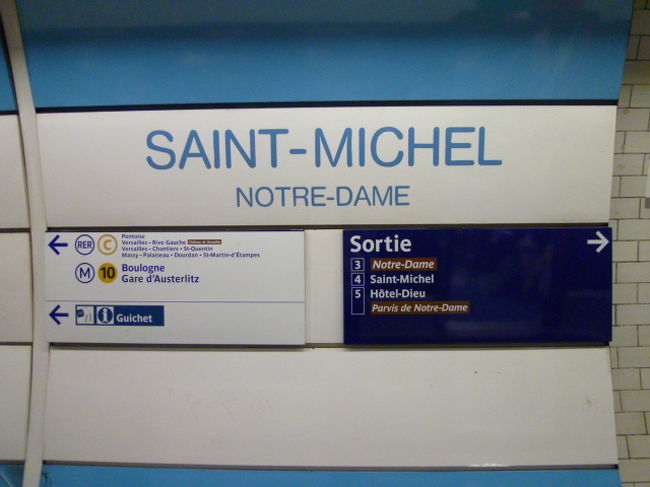 SAINT-MICHEL
NOTRE-DAME
RER C Pontoise
Versailles - Rive Gauche Château de Versailles
Versailles - Chantiers • St-Quentin
Massy - Palaiseau • Dourdan • St-Martin d'Étampes
M 10 Boulogne
Gare d'Austerlitz
i Guichet
Sortie
3 Notre-Dame
4 Saint-Michel
5 Hôtel-Dieu
Parvis de Notre-Dame